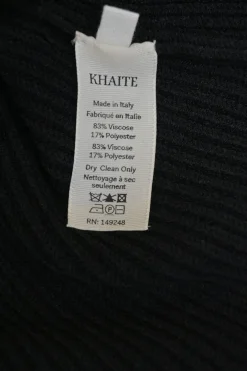 KHAITE
Made in Italy
Fabriqué en Italie
83% Viscose
17% Polyester
83% Viscose
17% Polyester
Dry Clean Only
Nettoyage à sec
seulement
RN: 149248